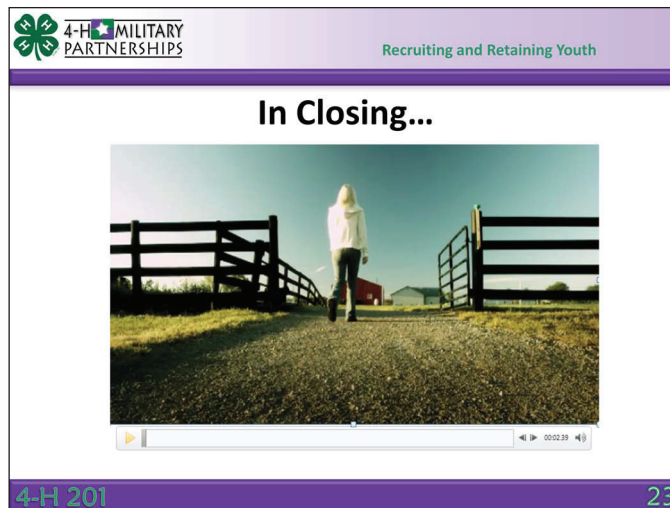 4-H MILITARY
PARTNERSHIPS
Recruiting and Retaining Youth
In Closing...
00:02.39
4-H 201
23